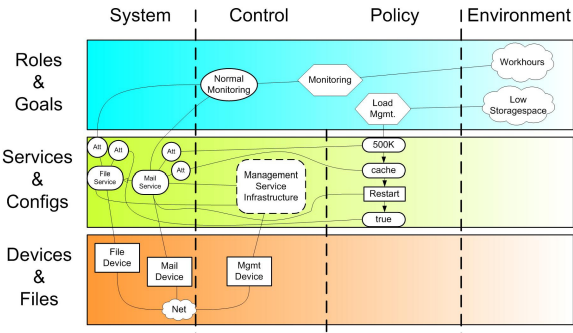 System
Control
Policy
Environment
Roles
&
Goals
Normal
Monitoring
Monitoring
Workhours
Load
Mgmt.
Low
Storagespace
Services
&
Configs
Att
Att
Att
Att
File
Service
Mail
Service
Management
Service
Infrastructure
500K
cache
Restart
true
Devices
&
Files
File
Device
Mail
Device
Mgmt
Device
Net